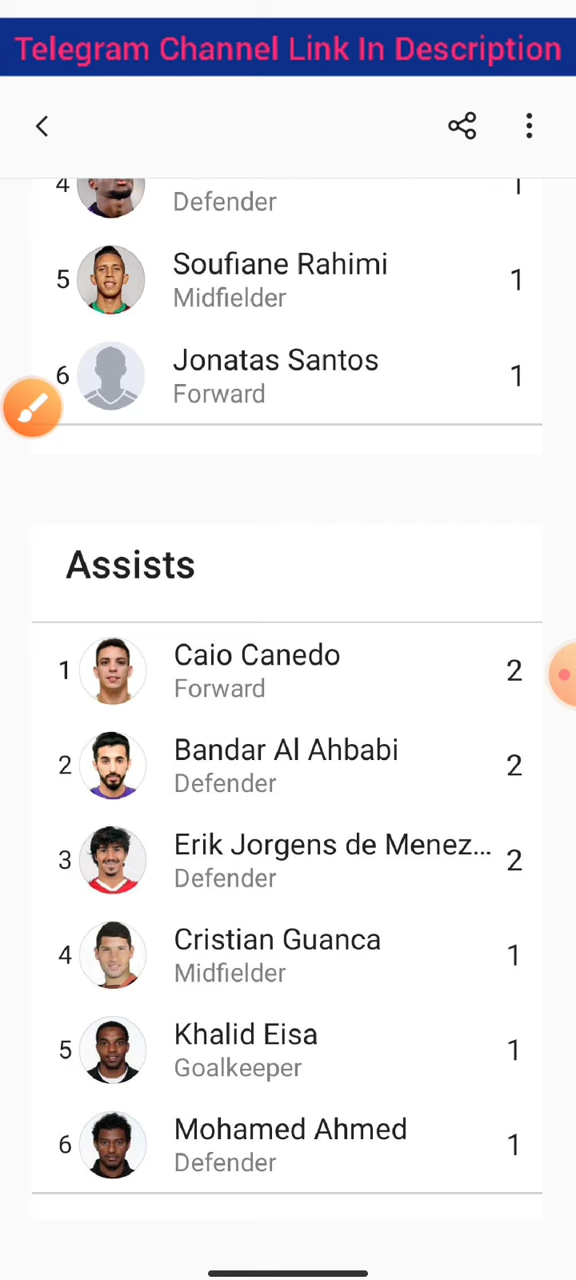 Telegram Channel Link In Description
4
1
Defender
5
Soufiane Rahimi
1
Midfielder
6
Jonatas Santos
1
Forward
Assists
1
Caio Canedo
2
Forward
2
Bandar Al Ahbabi
2
Defender
3
Erik Jorgens de Menez...
2
Defender
4
Cristian Guanca
1
Midfielder
5
Khalid Eisa
1
Goalkeeper
6
Mohamed Ahmed
1
Defender